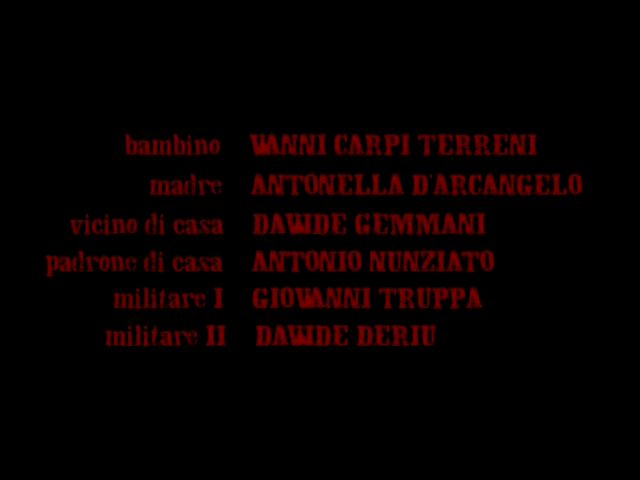 bambino VANNI CARPI TERRENI
madre ANTONELLA D'ARCANGELO
vicino di casa DAVIDE GEMMANI
padrone di casa ANTONIO NUNZIATO
militare I GIOVANNI TRUPPA
militare II DAVIDE DERIU